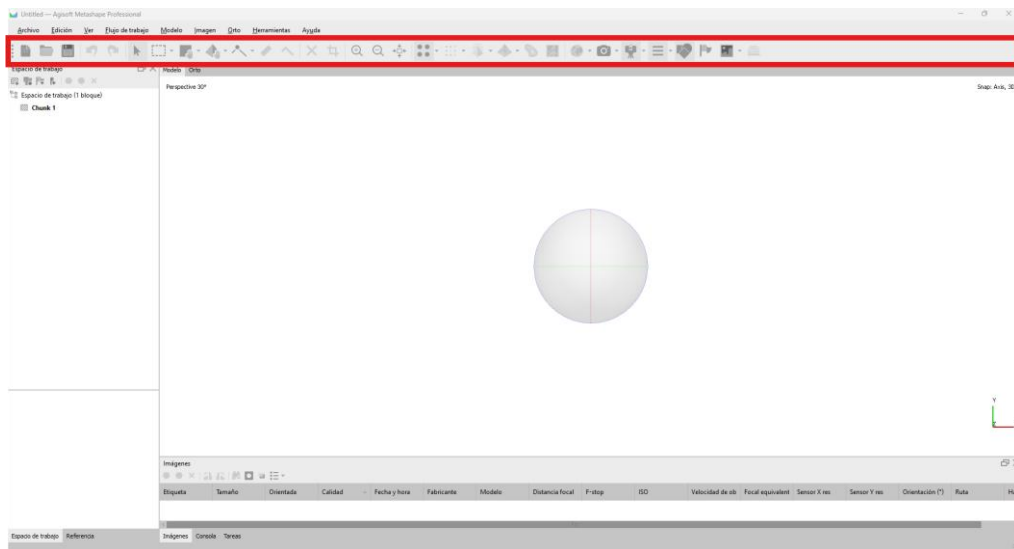 Untitled — Agisoft Metashape Professional
Archivo Edición Ver Flujo de trabajo Modelo Imagen Orto Herramientas Ayuda
Espacio de trabajo
Modelo Orto
Perspective 30°
Snap: Axis, 3D
Espacio de trabajo (1 bloque)
Chunk 1
Y
Imágenes
Etiqueta Tamaño Orientada Calidad Fecha y hora Fabricante Modelo Distancia focal F-stop ISO Velocidad de ob Focal equivalent Sensor X res Sensor Y res Orientación (°) Ruta
Espacio de trabajo Referencia Imágenes Consola Tareas